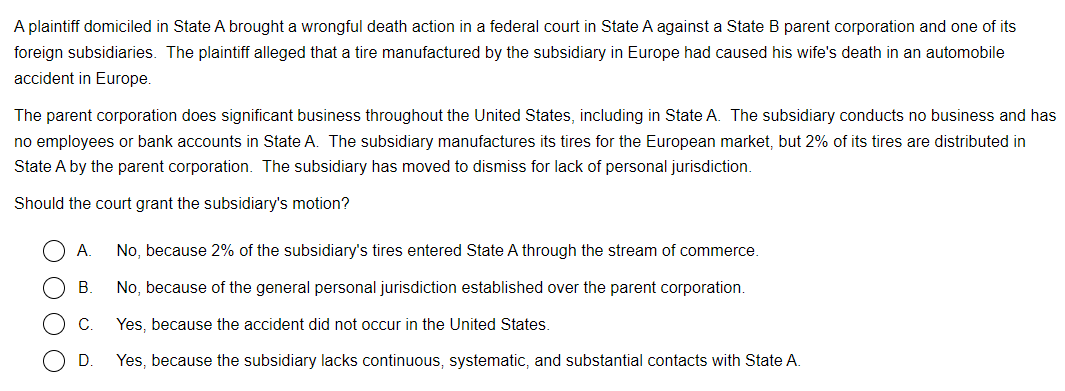 A plaintiff domiciled in State A brought a wrongful death action in a federal court in State A against a State B parent corporation and one of its
foreign subsidiaries. The plaintiff alleged that a tire manufactured by the subsidiary in Europe had caused his wife's death in an automobile
accident in Europe.
The parent corporation does significant business throughout the United States, including in State A. The subsidiary conducts no business and has
no employees or bank accounts in State A. The subsidiary manufactures its tires for the European market, but 2% of its tires are distributed in
State A by the parent corporation. The subsidiary has moved to dismiss for lack of personal jurisdiction.
Should the court grant the subsidiary's motion?
A. No, because 2% of the subsidiary's tires entered State A through the stream of commerce.
B. No, because of the general personal jurisdiction established over the parent corporation.
C. Yes, because the accident did not occur in the United States.
D. Yes, because the subsidiary lacks continuous, systematic, and substantial contacts with State A.